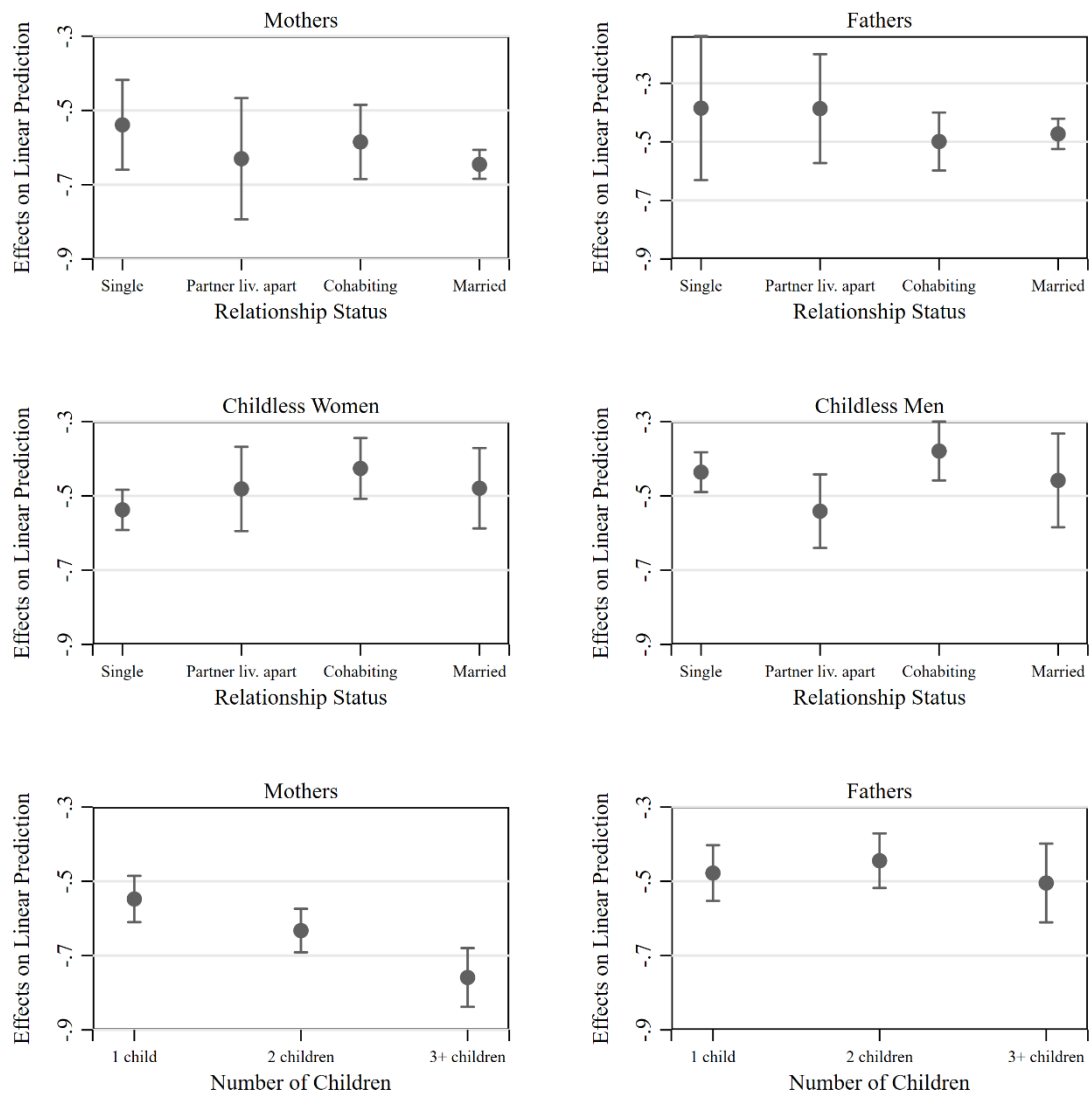 Mothers
Effects on Linear Prediction
-.3
-.5
-.7
-.9
Single Partner liv. apart Cohabiting Married
Relationship Status
Fathers
Effects on Linear Prediction
-.3
-.5
-.7
-.9
Single Partner liv. apart Cohabiting Married
Relationship Status
Childless Women
Effects on Linear Prediction
-.3
-.5
-.7
-.9
Single Partner liv. apart Cohabiting Married
Relationship Status
Childless Men
Effects on Linear Prediction
-.3
-.5
-.7
-.9
Single Partner liv. apart Cohabiting Married
Relationship Status
Mothers
Effects on Linear Prediction
-.3
-.5
-.7
-.9
1 child 2 children 3+ children
Number of Children
Fathers
Effects on Linear Prediction
-.3
-.5
-.7
-.9
1 child 2 children 3+ children
Number of Children